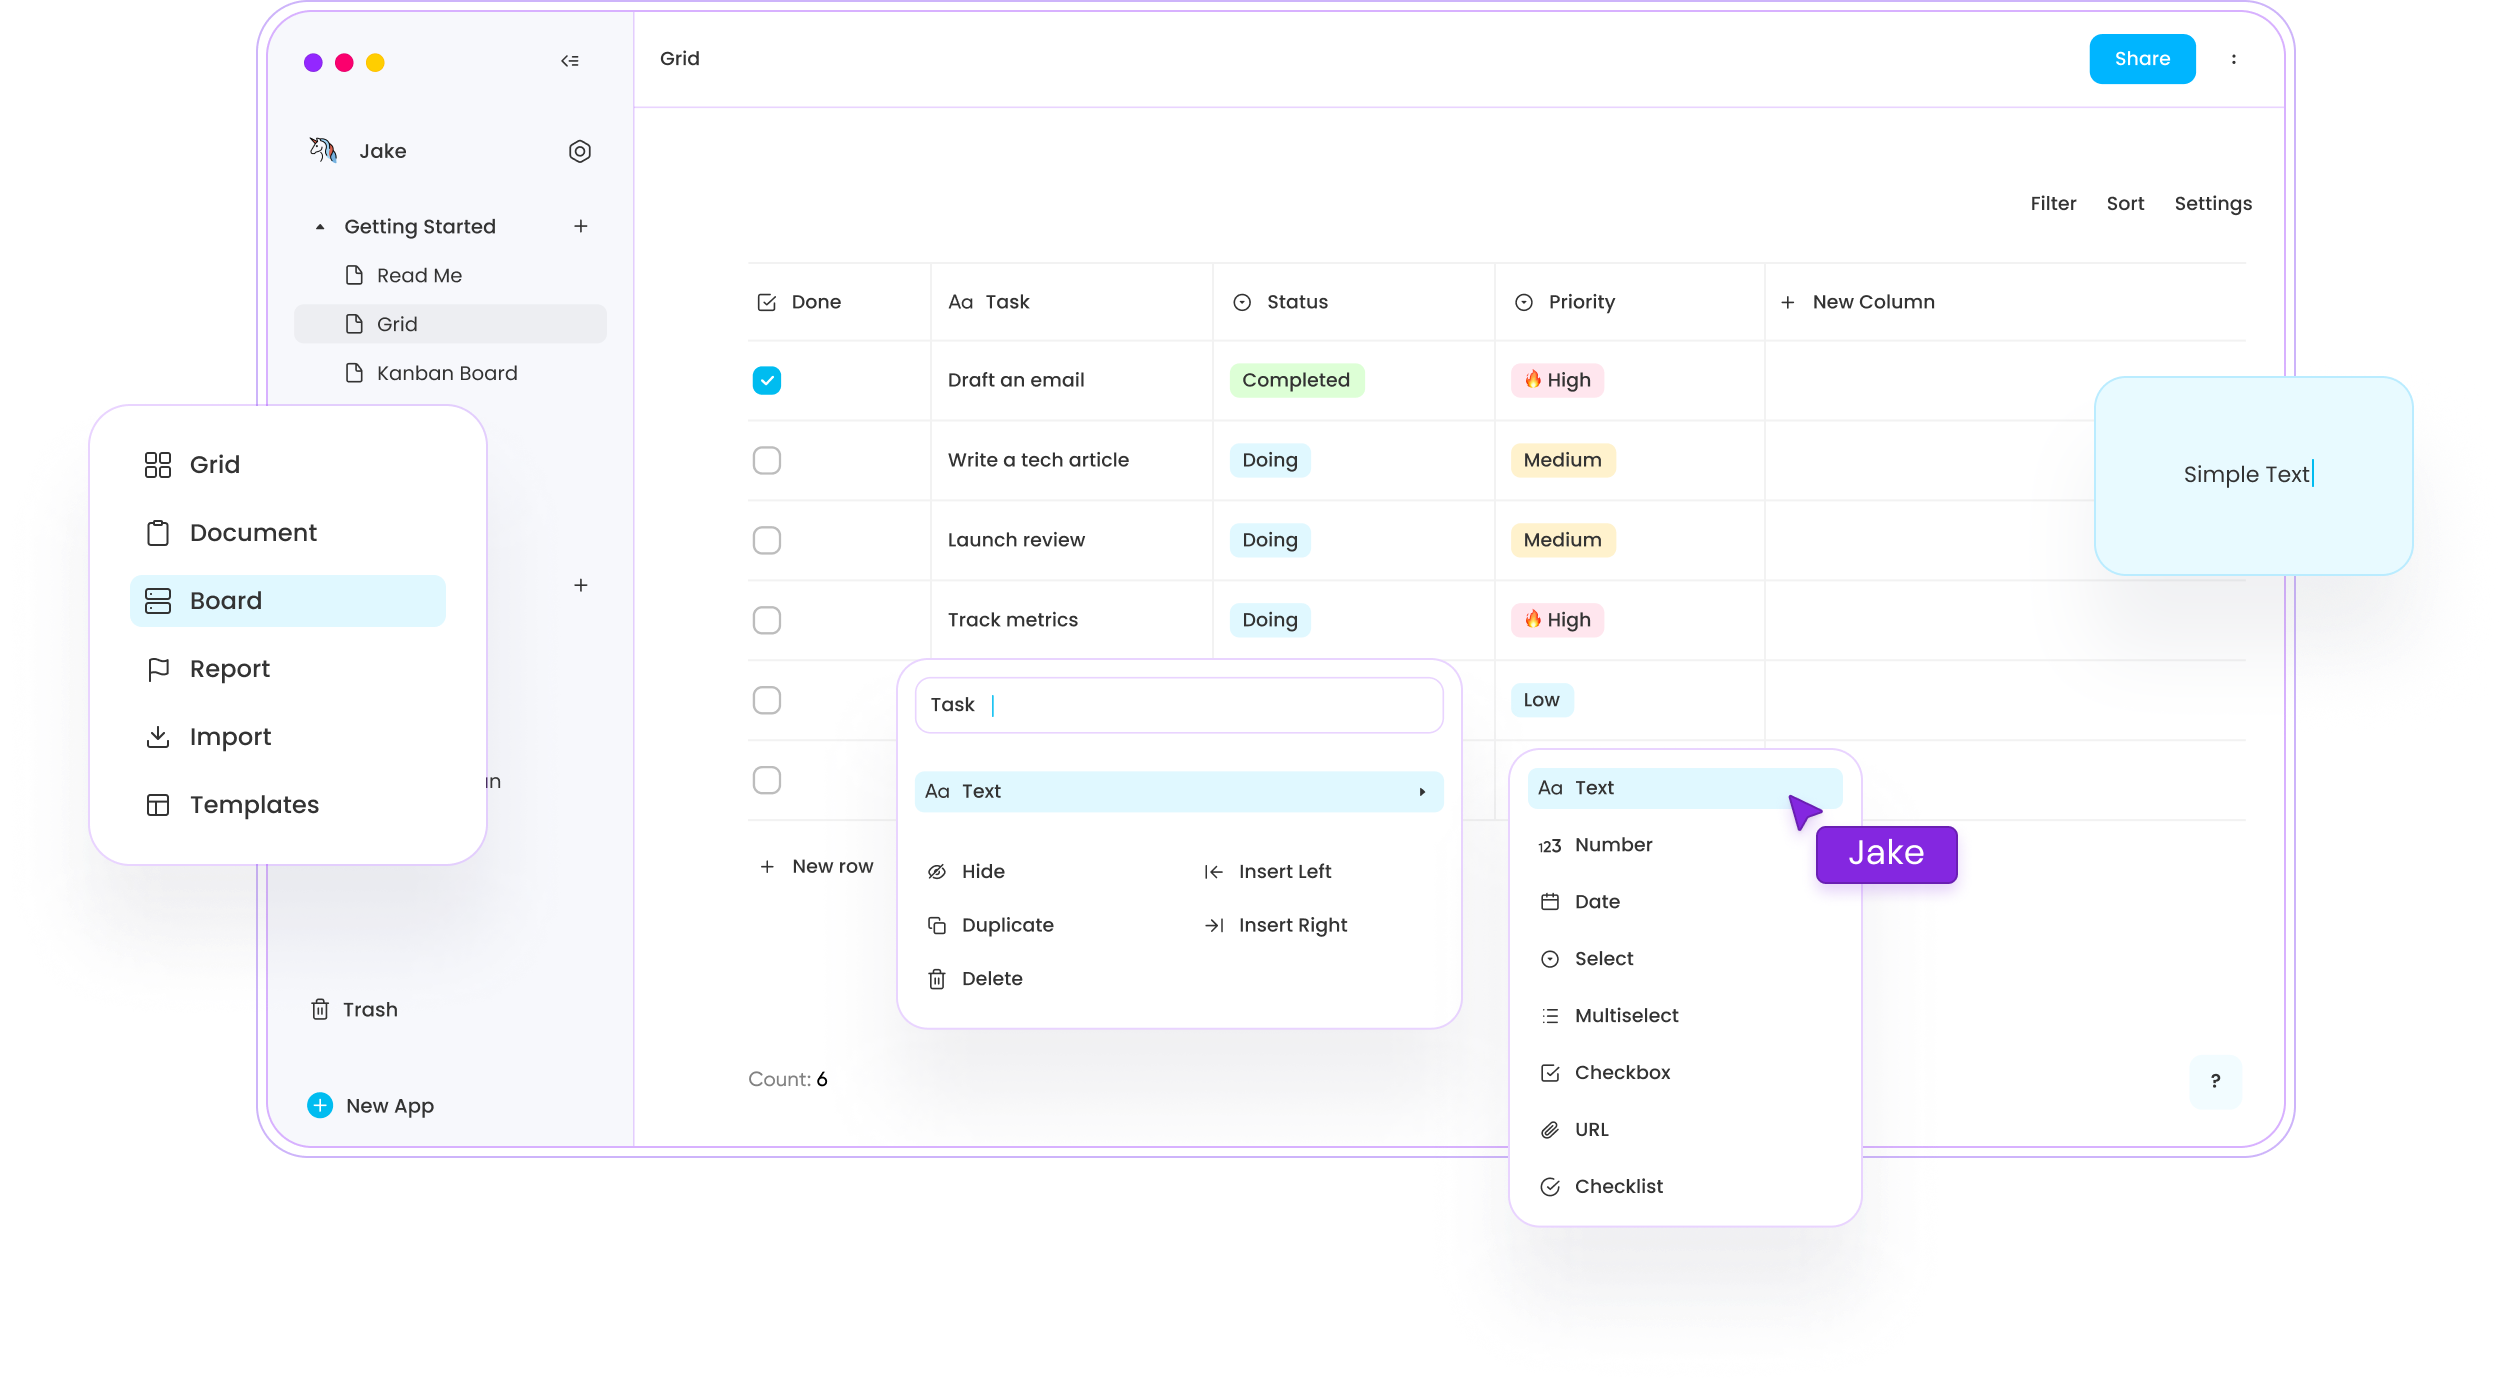 Grid
Share
Jake
Getting Started
Read Me
Grid
Kanban Board
Filter Sort Settings
Done Aa Task Status Priority New Column
Draft an email Completed 🔥 High
Write a tech article Doing Medium
Launch review Doing Medium
Track metrics Doing 🔥 High
Low
New row
Count: 6
Trash
New App
?
Grid
Document
Board
Report
Import
Templates
Task
Aa Text
Hide Insert Left
Duplicate Insert Right
Delete
Aa Text
123 Number
Date
Select
Multiselect
Checkbox
URL
Checklist
Jake
Simple Text